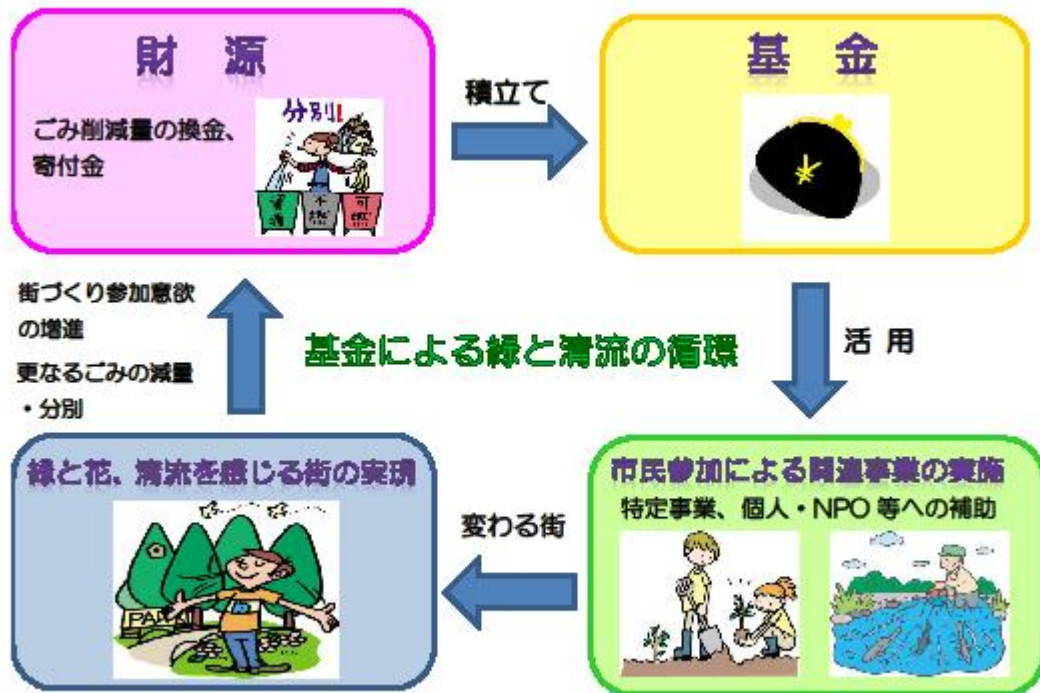 財 源
ごみ削減量の換金、
寄付金
分別!
積立て
基 金
¥
街づくり参加意欲
の増進
更なるごみの減量
・分別
基金による緑と清流の循環
活 用
緑と花、清流を感じる街の実現
PARK
変わる街
市民参加による関連事業の実施
特定事業、個人・NPO 等への補助